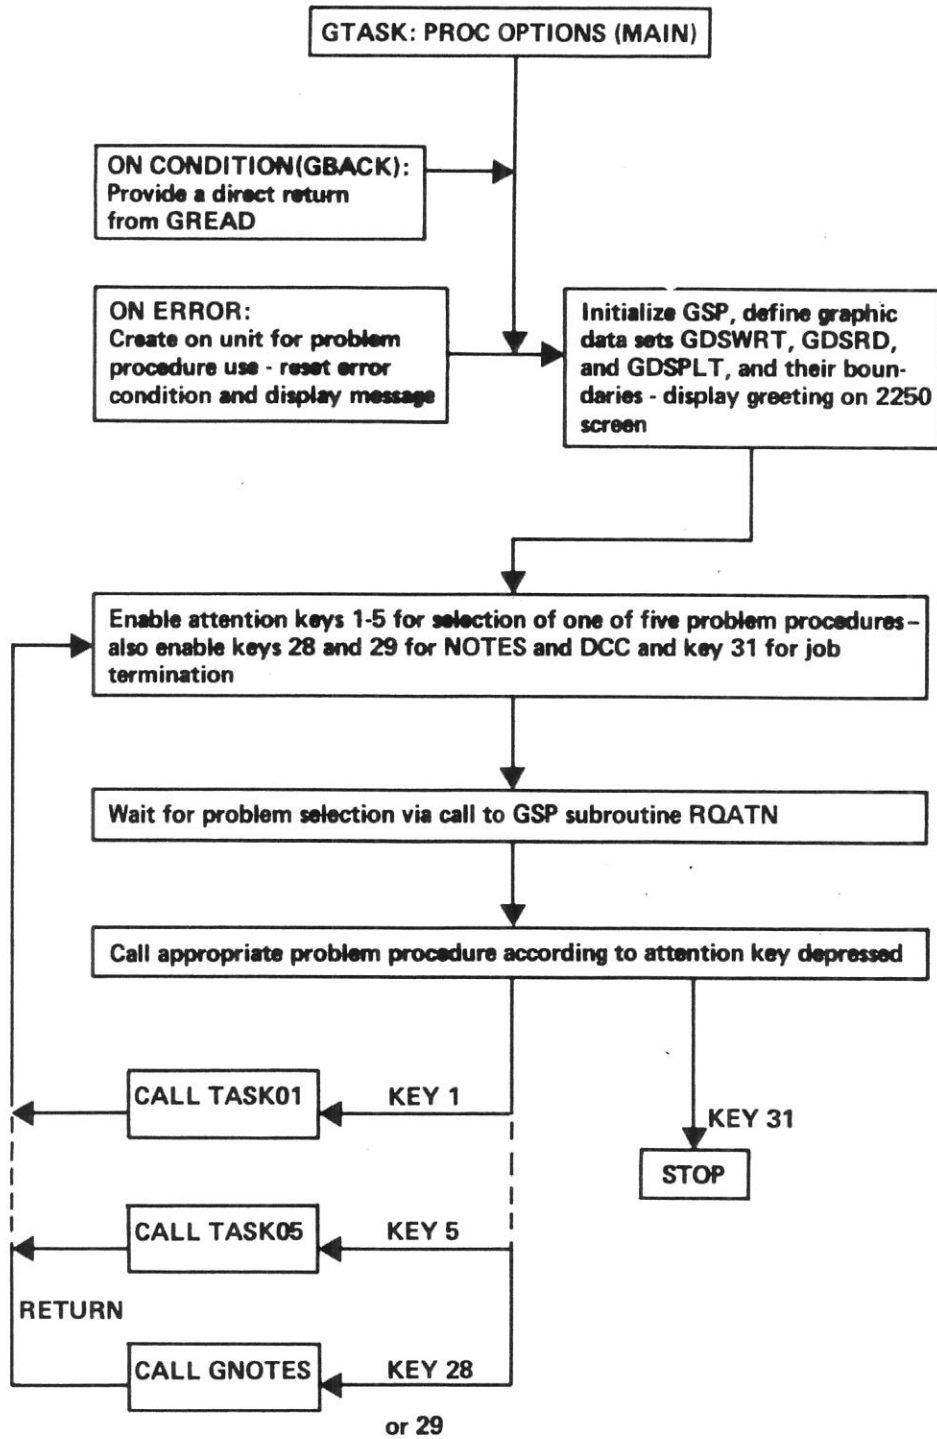 GTASK: PROC OPTIONS (MAIN)
ON CONDITION(GBACK):
Provide a direct return
from GREAD
ON ERROR:
Create on unit for problem
procedure use - reset error
condition and display message
Initialize GSP, define graphic
data sets GDSWRT, GDSRD,
and GDSPLT, and their boun-
daries - display greeting on 2250
screen
Enable attention keys 1-5 for selection of one of five problem procedures–
also enable keys 28 and 29 for NOTES and DCC and key 31 for job
termination
Wait for problem selection via call to GSP subroutine RQATN
Call appropriate problem procedure according to attention key depressed
CALL TASK01
KEY 1
KEY 31
STOP
CALL TASK05
KEY 5
RETURN
CALL GNOTES
KEY 28
or 29